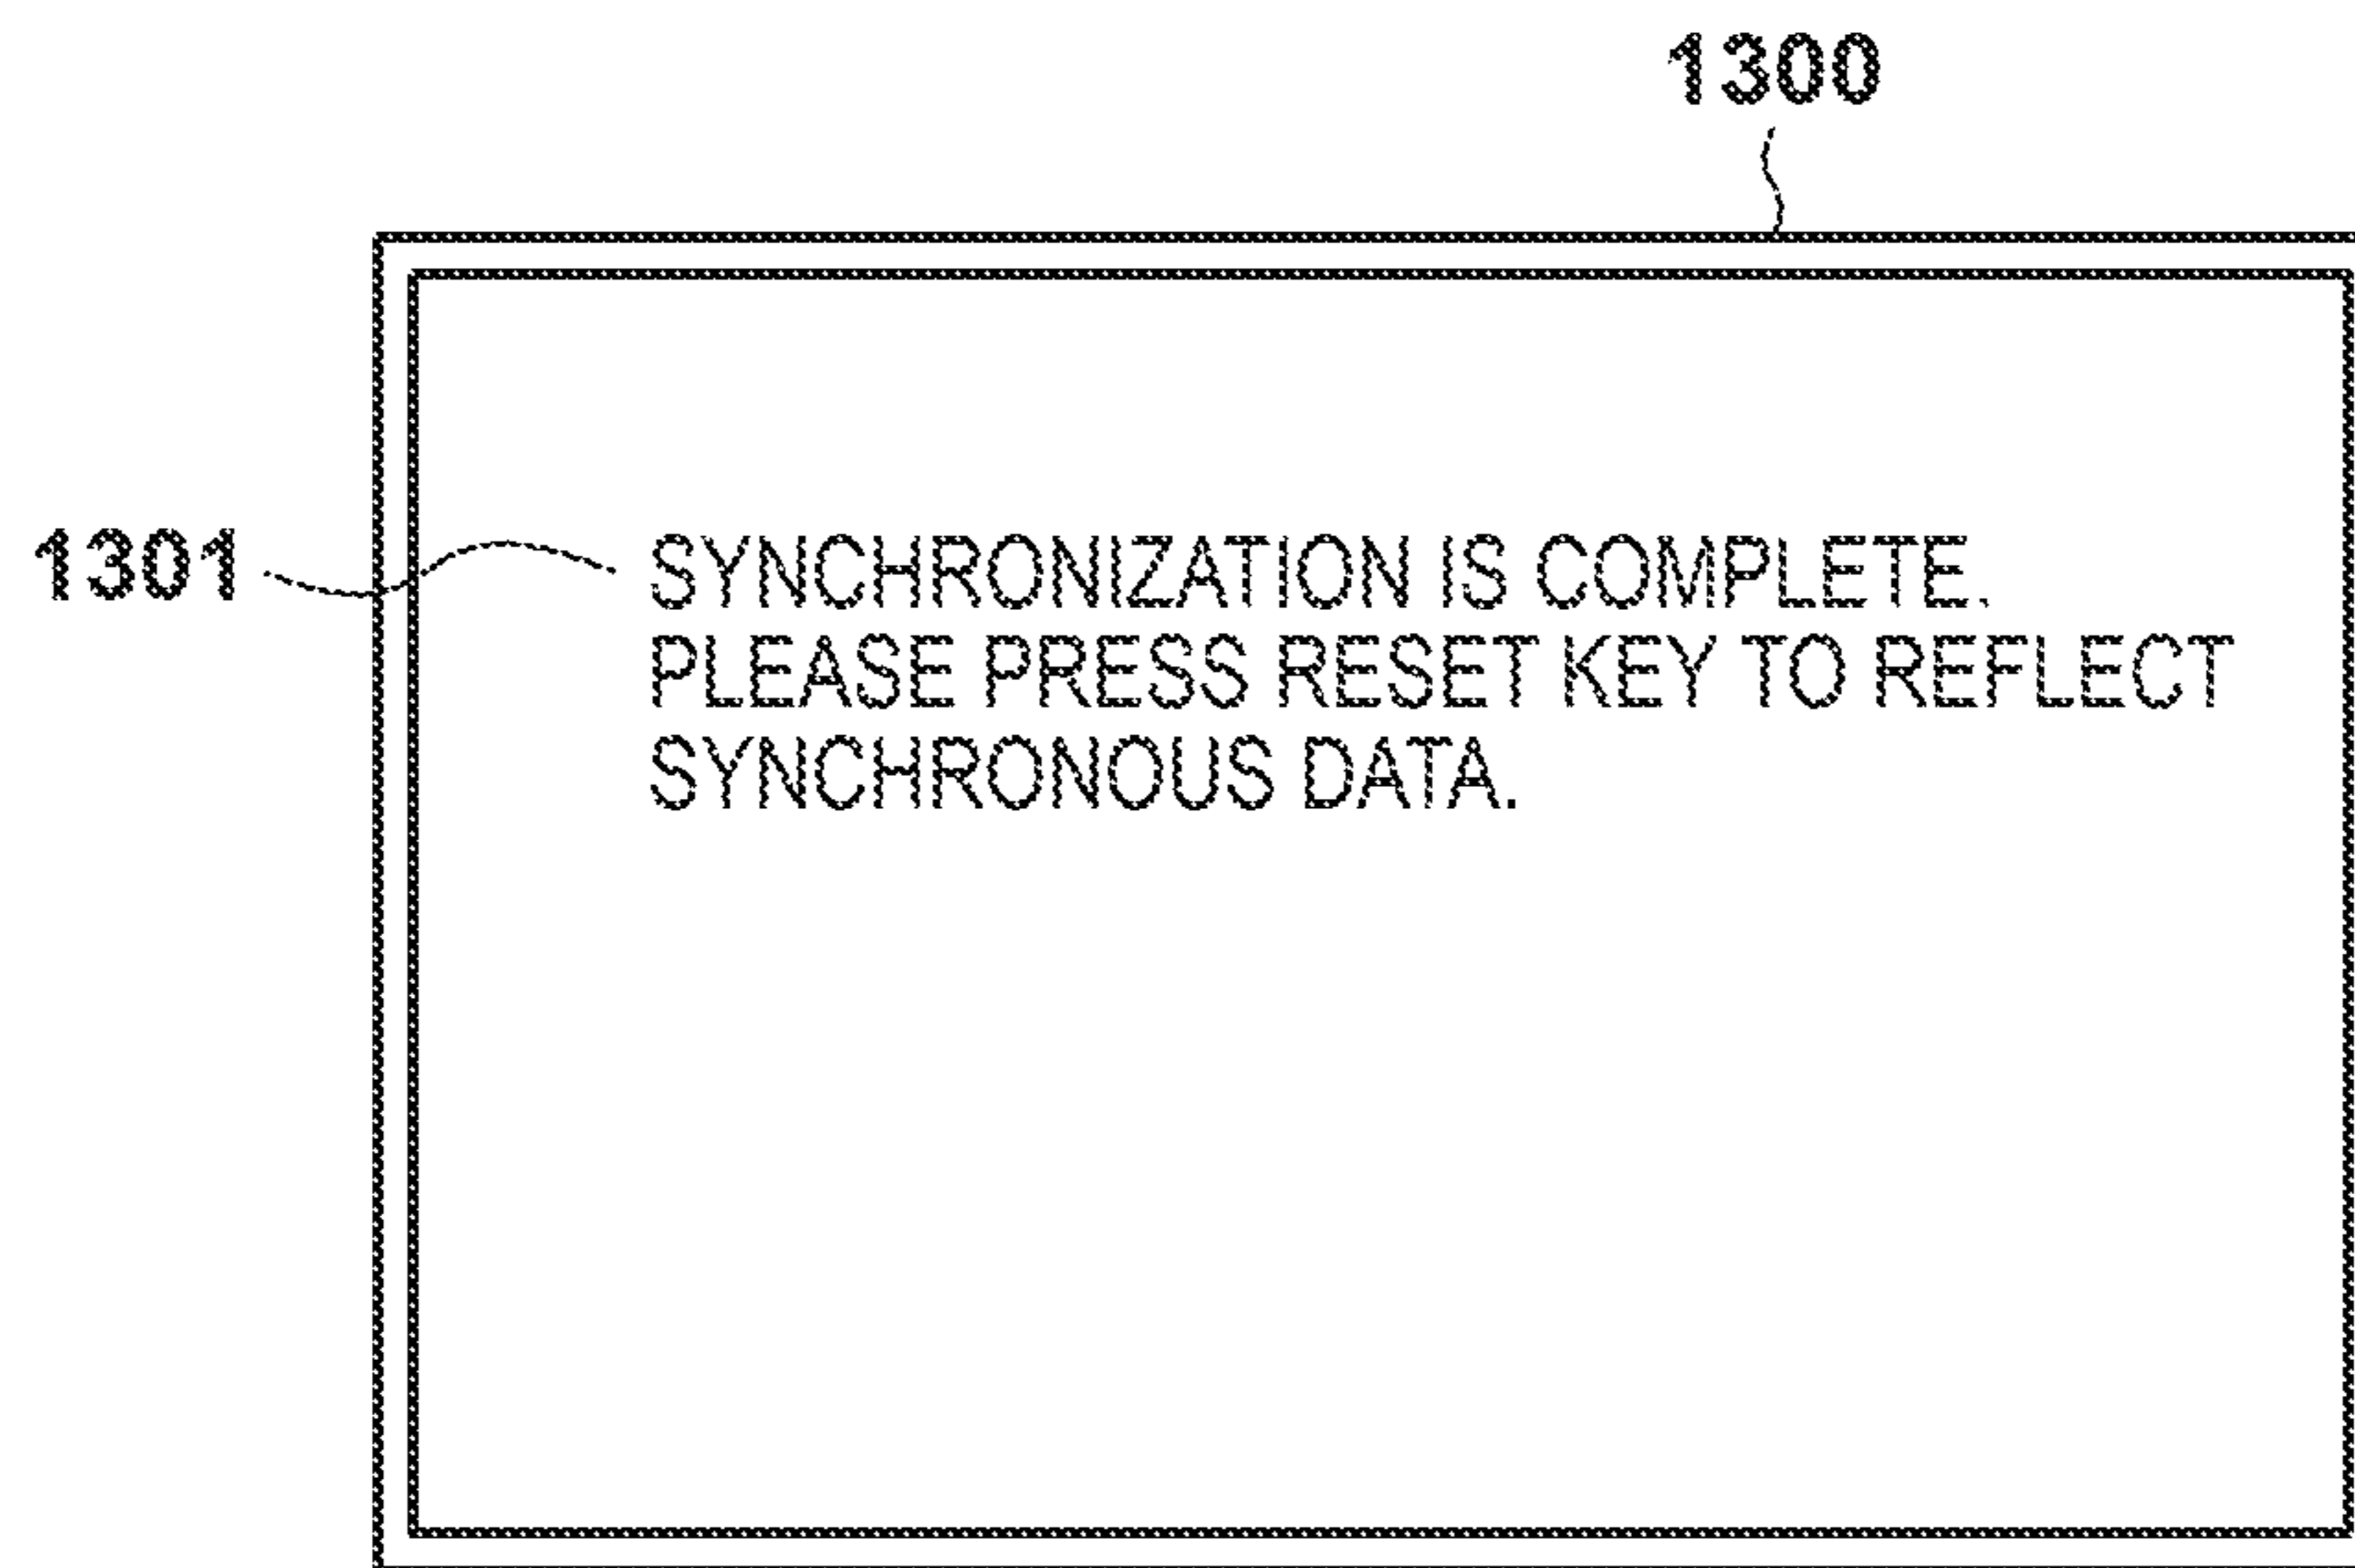 1300
1301
SYNCHRONIZATION IS COMPLETE.
PLEASE PRESS RESET KEY TO REFLECT
SYNCHRONOUS DATA.